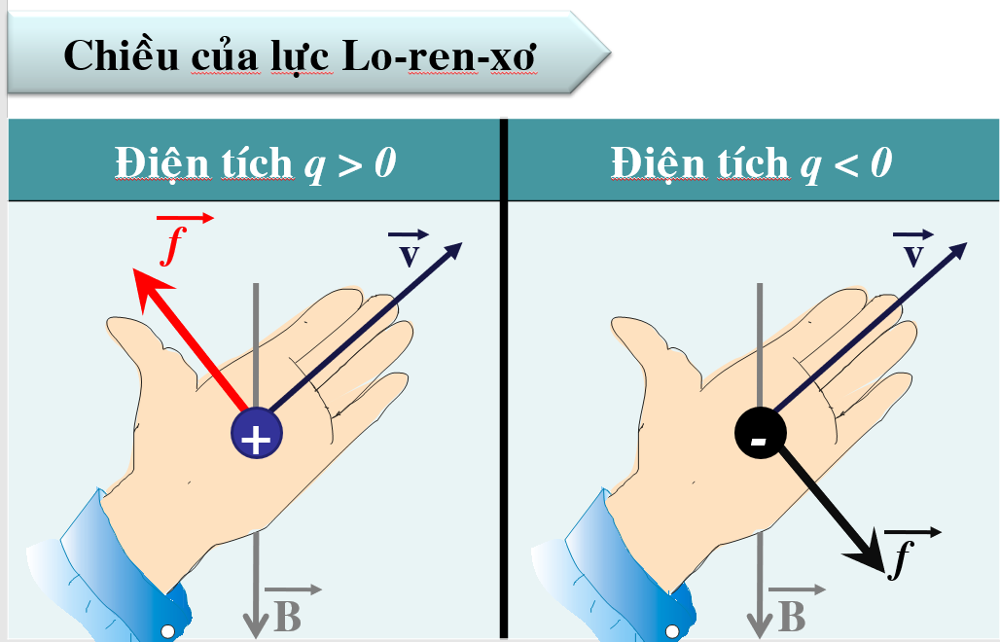 Chiều của lực Lo-ren-xơ
Điện tích q > 0
Điện tích q < 0
f
v
+
B
v
-
f
B